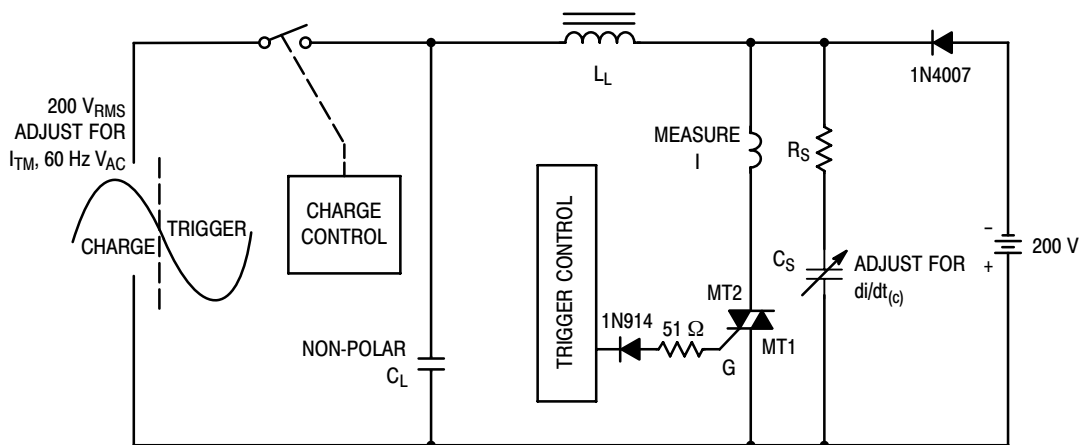 200 VRMS
ADJUST FOR
ITM, 60 Hz VAC
TRIGGER
CHARGE
CHARGE
CONTROL
NON-POLAR
CL
LL
TRIGGER CONTROL
MEASURE
I
RS
1N4007
CS
ADJUST FOR
di/dt(c)
MT2
1N914
51 Ω
G
MT1
−
+
200 V